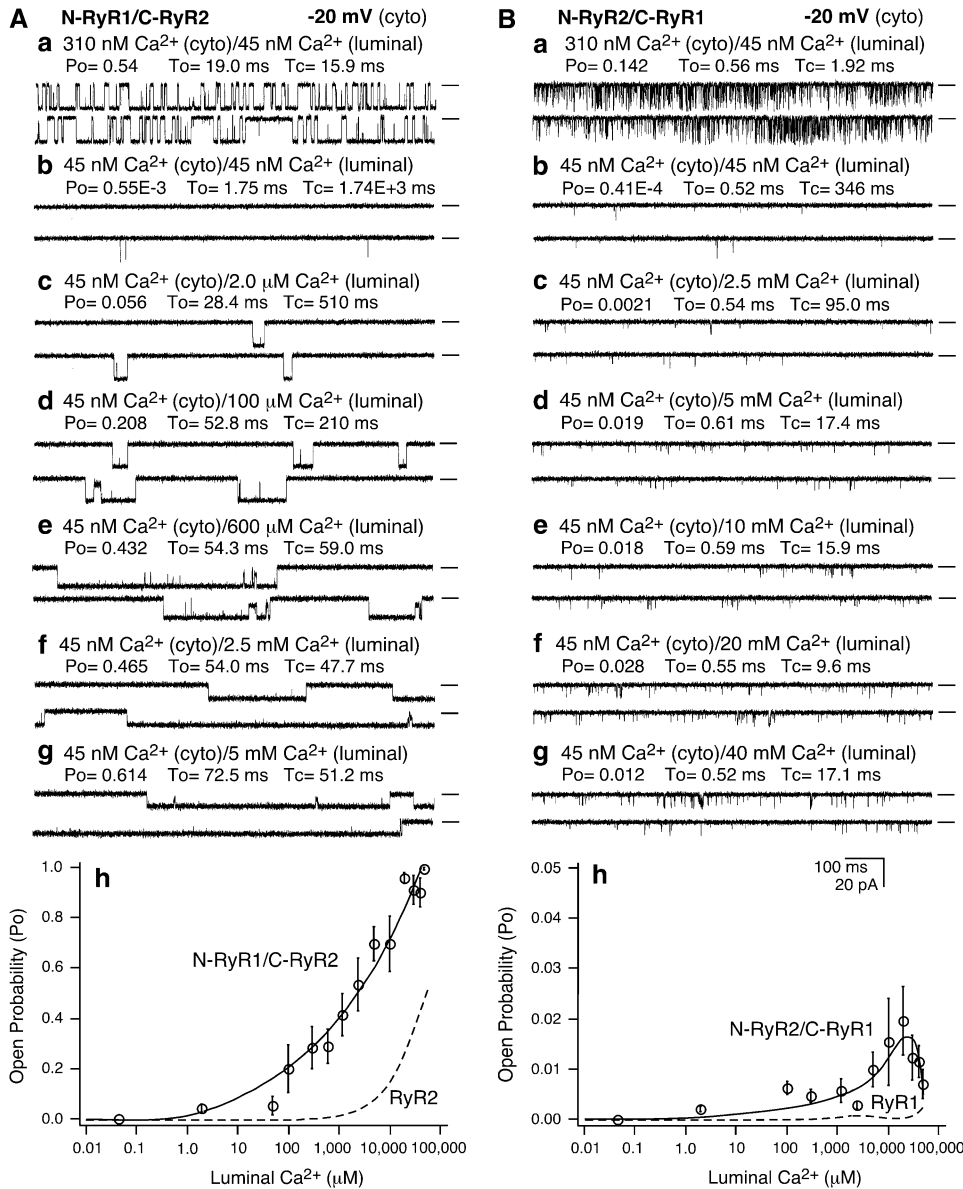 A N-RyR1/C-RyR2 -20 mV (cyto)
a 310 nM Ca²⁺ (cyto)/45 nM Ca²⁺ (luminal)
Po= 0.54 To= 19.0 ms Tc= 15.9 ms
b 45 nM Ca²⁺ (cyto)/45 nM Ca²⁺ (luminal)
Po= 0.55E-3 To= 1.75 ms Tc= 1.74E+3 ms
c 45 nM Ca²⁺ (cyto)/2.0 µM Ca²⁺ (luminal)
Po= 0.056 To= 28.4 ms Tc= 510 ms
d 45 nM Ca²⁺ (cyto)/100 µM Ca²⁺ (luminal)
Po= 0.208 To= 52.8 ms Tc= 210 ms
e 45 nM Ca²⁺ (cyto)/600 µM Ca²⁺ (luminal)
Po= 0.432 To= 54.3 ms Tc= 59.0 ms
f 45 nM Ca²⁺ (cyto)/2.5 mM Ca²⁺ (luminal)
Po= 0.465 To= 54.0 ms Tc= 47.7 ms
g 45 nM Ca²⁺ (cyto)/5 mM Ca²⁺ (luminal)
Po= 0.614 To= 72.5 ms Tc= 51.2 ms
h
1.0
0.8
0.6
0.4
0.2
0.0
Open Probability (Po)
N-RyR1/C-RyR2
RyR2
0.01 0.1 1.0 10 100 1,000 10,000 100,000
Luminal Ca²⁺ (µM)
B N-RyR2/C-RyR1 -20 mV (cyto)
a 310 nM Ca²⁺ (cyto)/45 nM Ca²⁺ (luminal)
Po= 0.142 To= 0.56 ms Tc= 1.92 ms
b 45 nM Ca²⁺ (cyto)/45 nM Ca²⁺ (luminal)
Po= 0.41E-4 To= 0.52 ms Tc= 346 ms
c 45 nM Ca²⁺ (cyto)/2.5 mM Ca²⁺ (luminal)
Po= 0.0021 To= 0.54 ms Tc= 95.0 ms
d 45 nM Ca²⁺ (cyto)/5 mM Ca²⁺ (luminal)
Po= 0.019 To= 0.61 ms Tc= 17.4 ms
e 45 nM Ca²⁺ (cyto)/10 mM Ca²⁺ (luminal)
Po= 0.018 To= 0.59 ms Tc= 15.9 ms
f 45 nM Ca²⁺ (cyto)/20 mM Ca²⁺ (luminal)
Po= 0.028 To= 0.55 ms Tc= 9.6 ms
g 45 nM Ca²⁺ (cyto)/40 mM Ca²⁺ (luminal)
Po= 0.012 To= 0.52 ms Tc= 17.1 ms
h
100 ms
20 pA
0.05
0.04
0.03
0.02
0.01
0.00
Open Probability (Po)
N-RyR2/C-RyR1
RyR1
0.01 0.1 1.0 10 100 1,000 10,000 100,000
Luminal Ca²⁺ (µM)